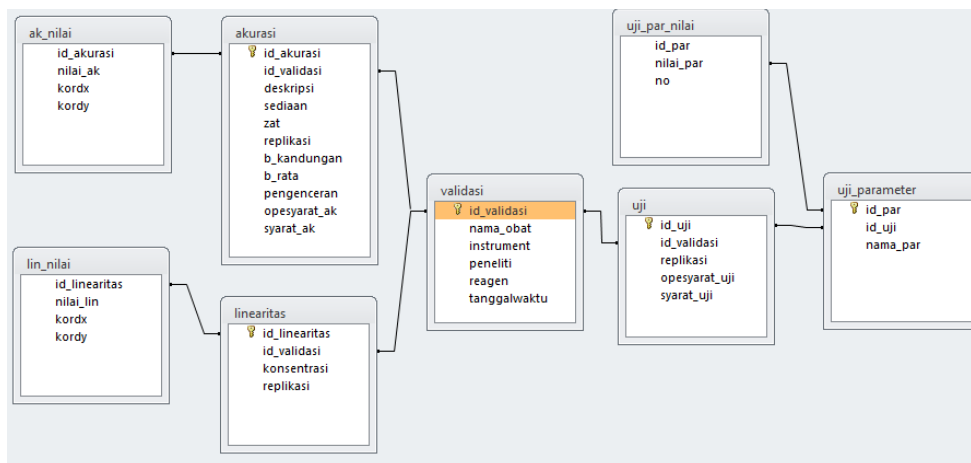 ak_nilai
id_akurasi
nilai_ak
kordx
kordy
akurasi
id_akurasi
id_validasi
deskripsi
sediaan
zat
replikasi
b_kandungan
b_rata
pengenceran
opesyarat_ak
syarat_ak
uji_par_nilai
id_par
nilai_par
no
validasi
id_validasi
nama_obat
instrument
peneliti
reagen
tanggalwaktu
uji
id_uji
id_validasi
replikasi
opesyarat_uji
syarat_uji
uji_parameter
id_par
id_uji
nama_par
lin_nilai
id_linearitas
nilai_lin
kordx
kordy
linearitas
id_linearitas
id_validasi
konsentrasi
replikasi